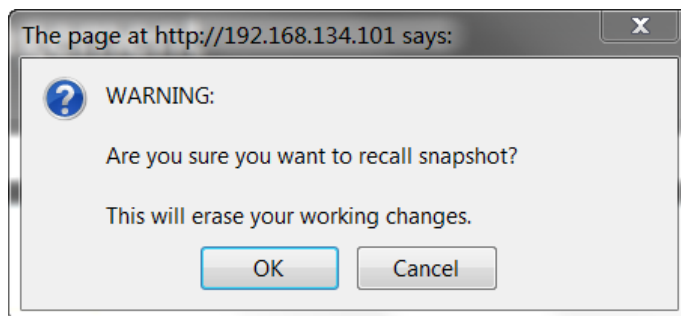 The page at http://192.168.134.101 says:
WARNING:
Are you sure you want to recall snapshot?
This will erase your working changes.
OK
Cancel